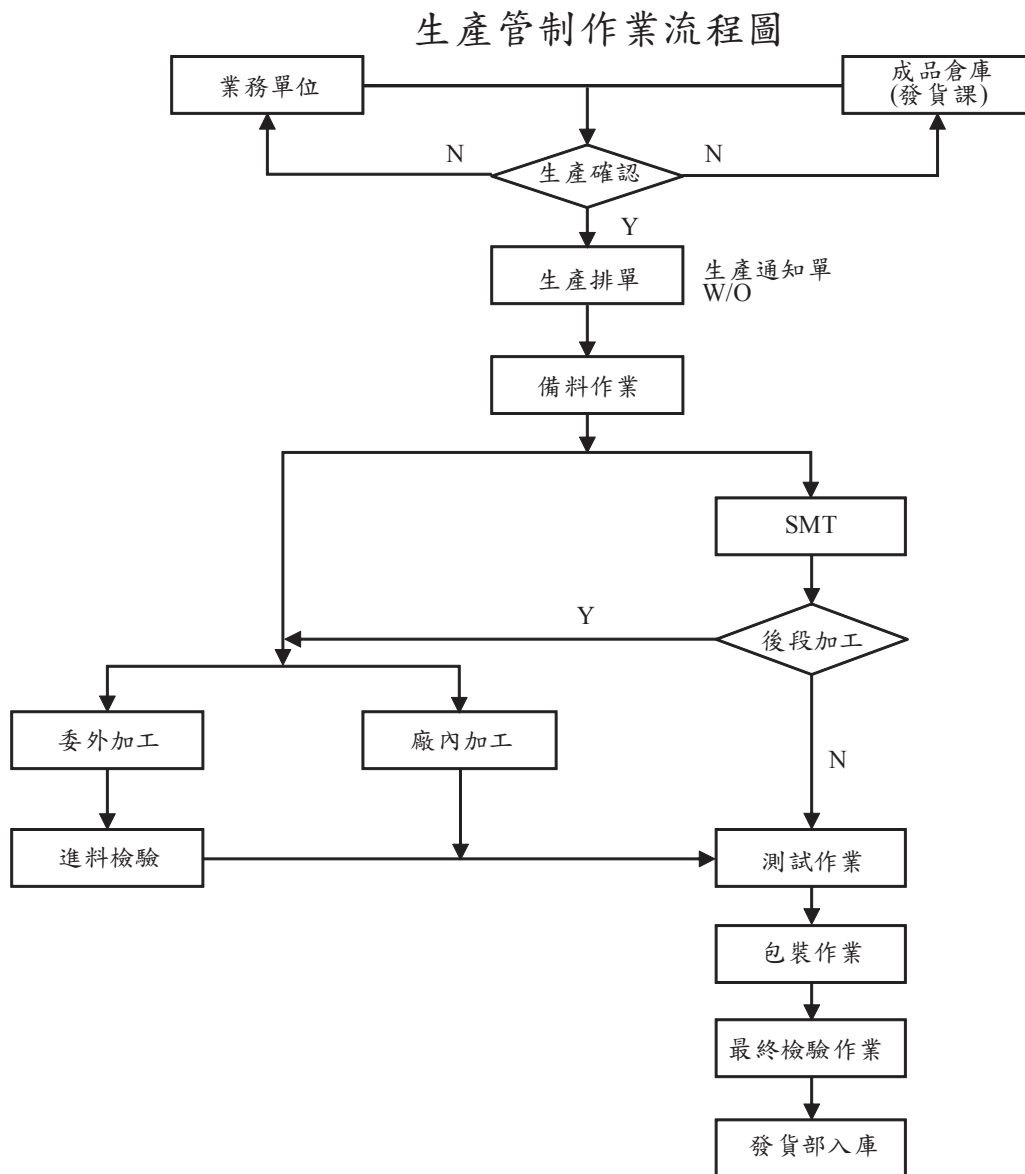 生產管制作業流程圖
業務單位
成品倉庫
(發貨課)
N
生產確認
N
Y
生產排單
生產通知單
W/O
備料作業
SMT
Y
後段加工
委外加工
廠內加工
N
進料檢驗
測試作業
包裝作業
最終檢驗作業
發貨部入庫